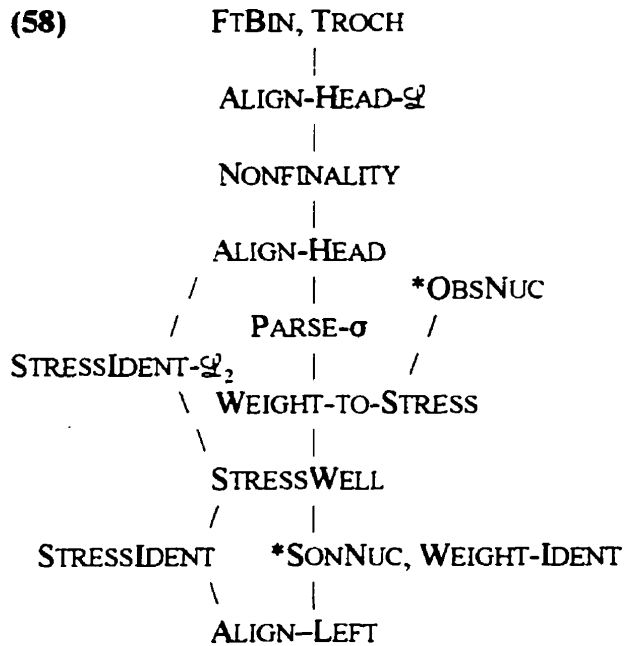 (58) FTBIN, TROCH
ALIGN-HEAD-ℒ
NONFINALITY
ALIGN-HEAD
*OBSNUC
PARSE-σ
STRESSIDENT-ℒ₂
WEIGHT-TO-STRESS
STRESSWELL
STRESSIDENT *SONNUC, WEIGHT-IDENT
ALIGN–LEFT